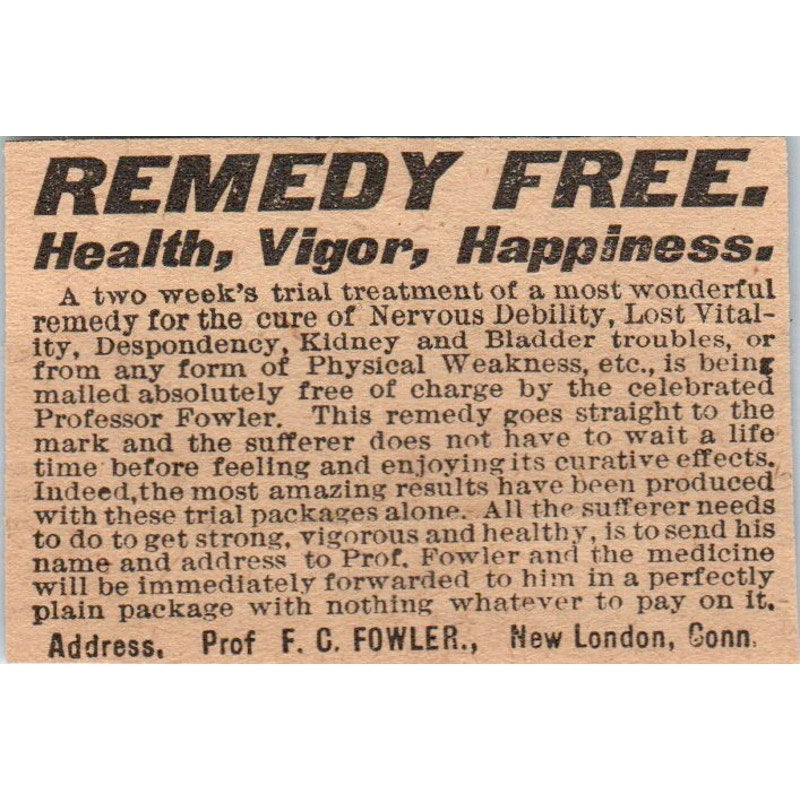 REMEDY FREE.
Health, Vigor, Happiness.
A two week's trial treatment of a most wonderful
remedy for the cure of Nervous Debility, Lost Vital-
ity, Despondency, Kidney and Bladder troubles, or
from any form of Physical Weakness, etc., is being
mailed absolutely free of charge by the celebrated
Professor Fowler. This remedy goes straight to the
mark and the sufferer does not have to wait a life
time before feeling and enjoying its curative effects.
Indeed, the most amazing results have been produced
with these trial packages alone. All the sufferer needs
to do to get strong, vigorous and healthy, is to send his
name and address to Prof. Fowler and the medicine
will be immediately forwarded to him in a perfectly
plain package with nothing whatever to pay on it.
Address. Prof F. C. FOWLER., New London, Conn.